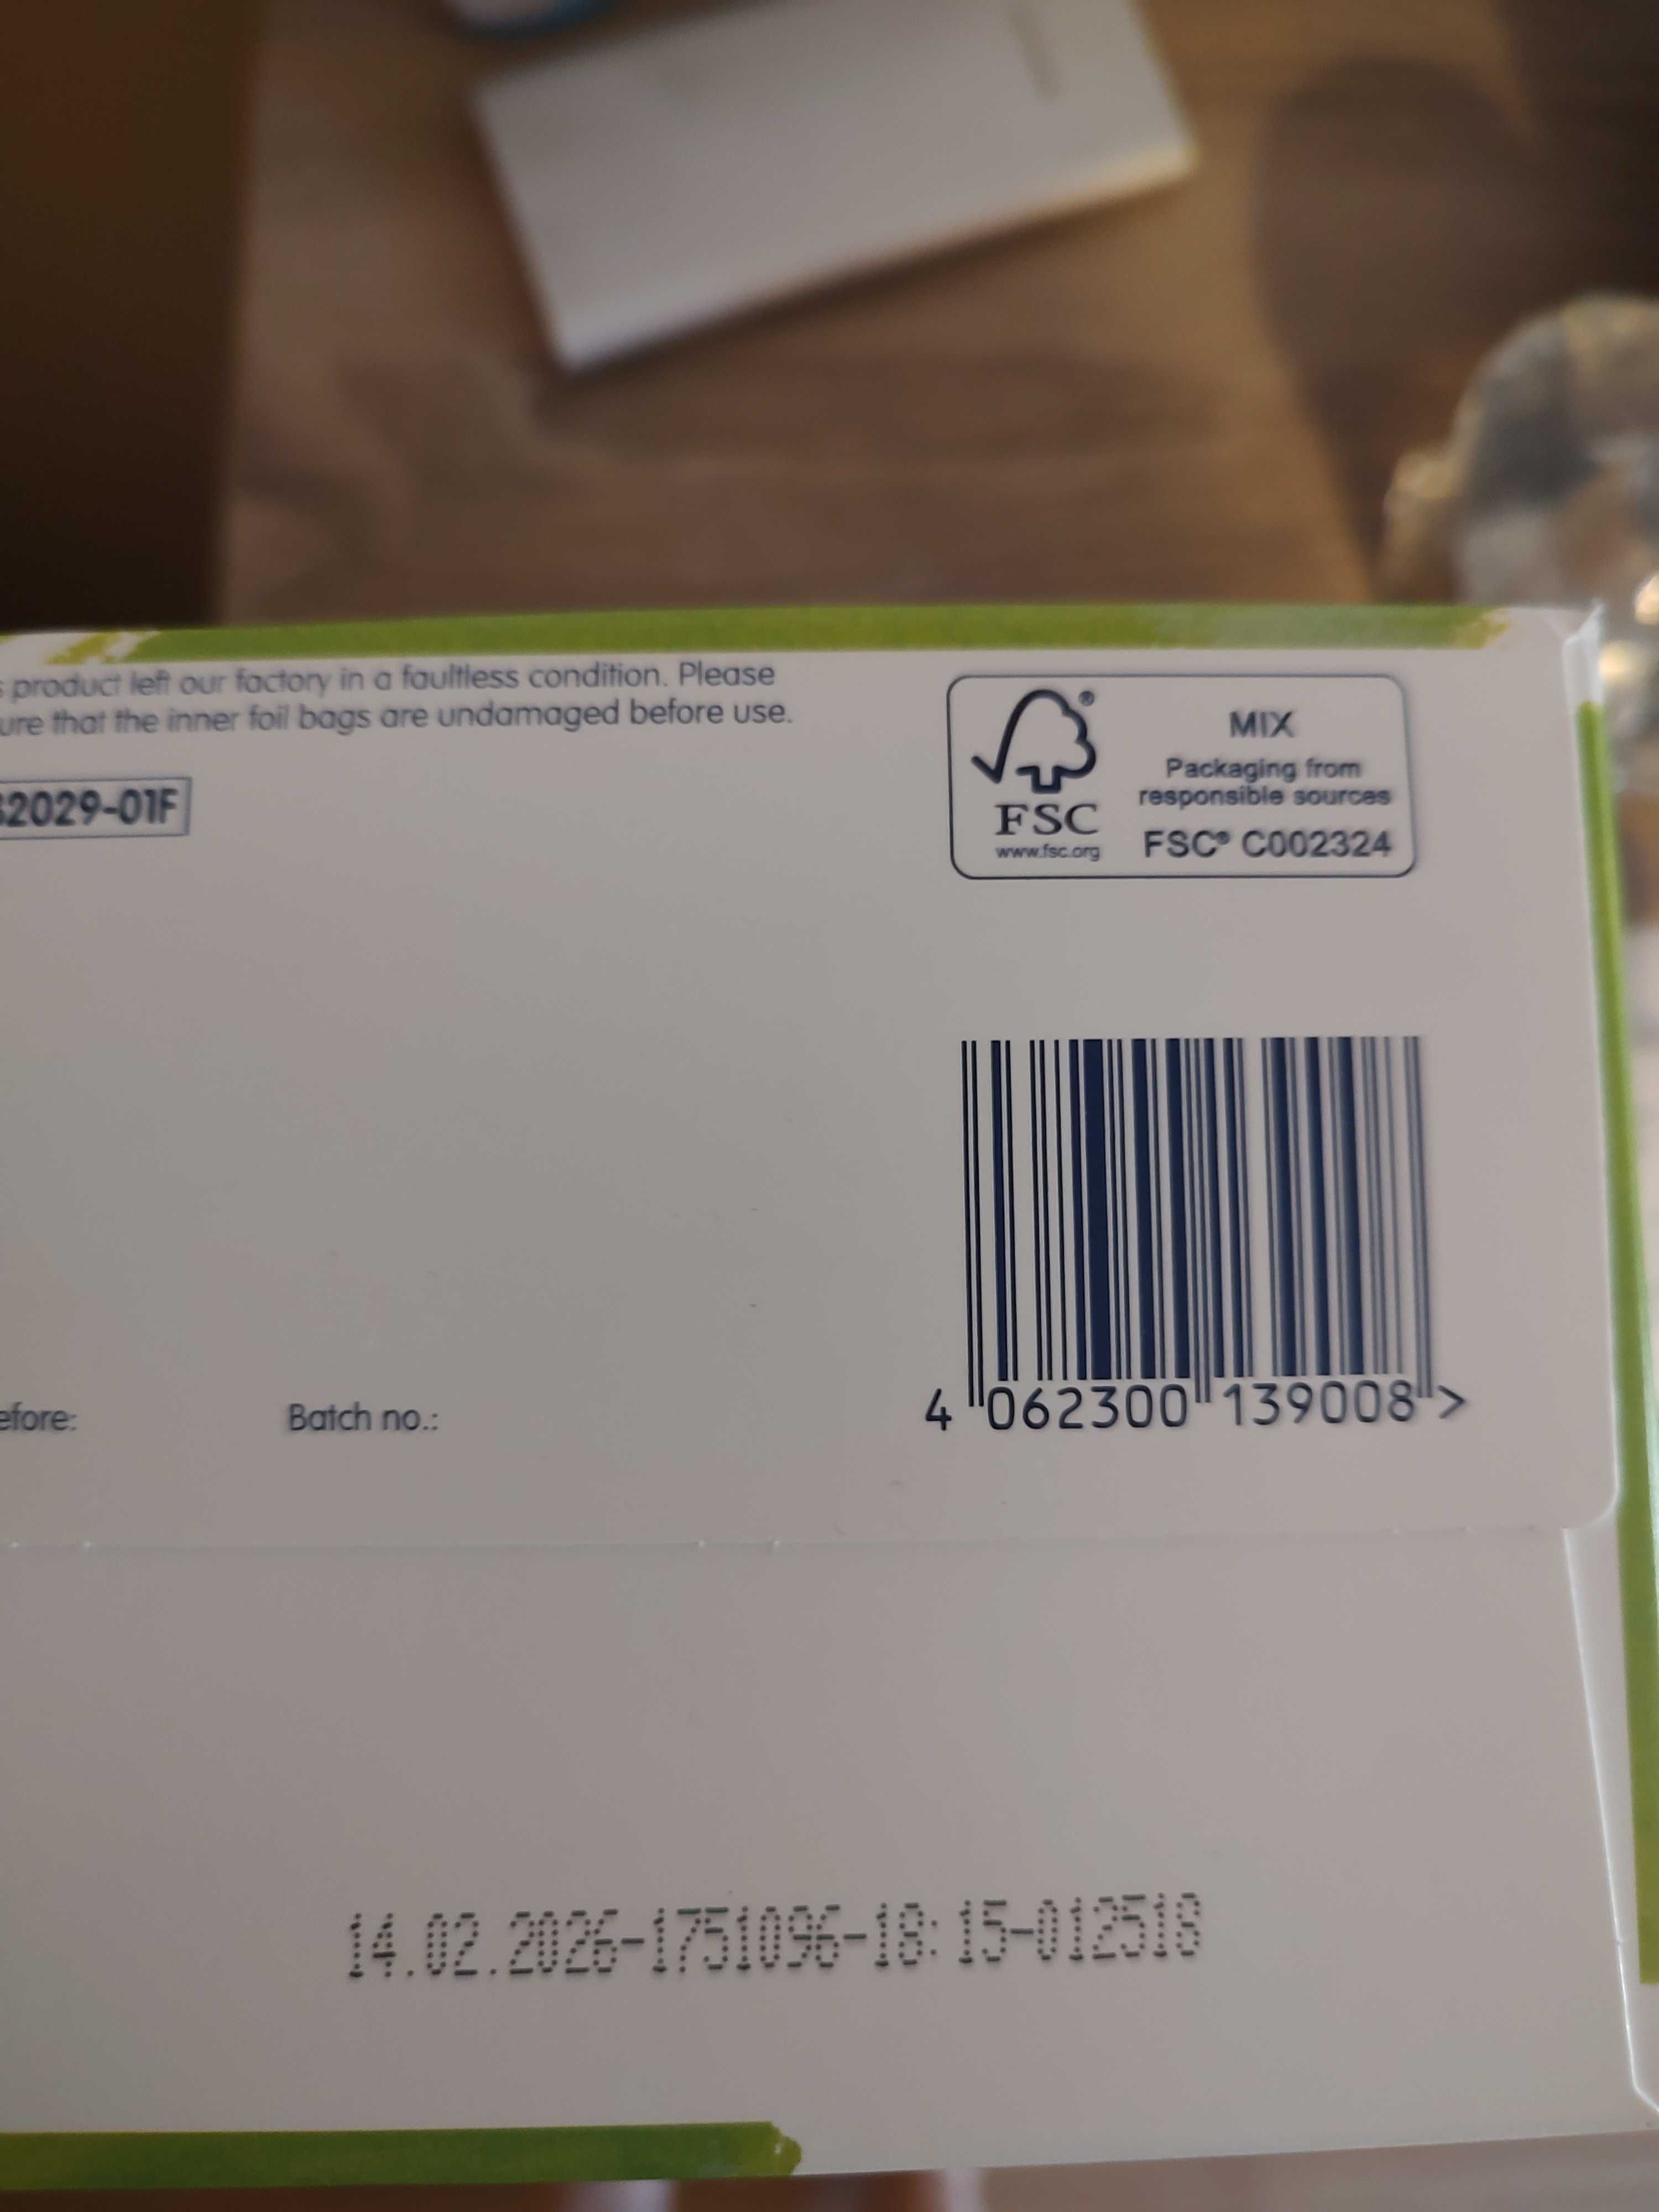 product left our factory in a faultless condition. Please
that the inner foil bags are undamaged before use.
2029-01F
FSC®
www.fsc.org
MIX
Packaging from
responsible sources
FSC® C002324
4 062300 139008 >
Batch no.:
14.02.2026-1751096-18:15-012518